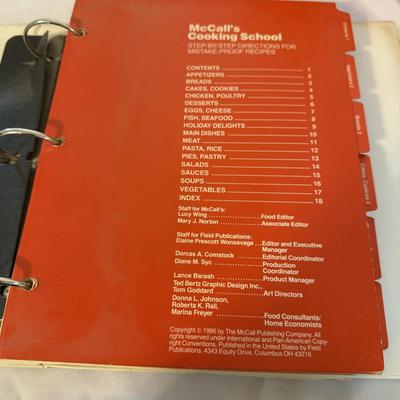 McCall's
Cooking School
STEP-BY-STEP DIRECTIONS FOR
MISTAKE-PROOF RECIPES
CONTENTS 1
APPETIZERS 2
BREADS 3
CAKES, COOKIES 4
CHICKEN, POULTRY 5
DESSERTS 6
EGGS, CHEESE 7
FISH, SEAFOOD 8
HOLIDAY DELIGHTS 9
MAIN DISHES 10
MEAT 11
PASTA, RICE 12
PIES, PASTRY 13
SALADS 14
SAUCES 15
SOUPS 16
VEGETABLES 17
INDEX 18
Staff for McCall's:
Lucy Wing Food Editor
Mary J. Norton Associate Editor
Staff for Field Publications:
Elaine Prescott Wonsavage Editor and Executive
Manager
Dorcas A. Comstock Editorial Coordinator
Diane M. Syc Production
Coordinator
Lance Barash Product Manager
Ted Bertz Graphic Design Inc.,
Tom Goddard Art Directors
Donna L. Johnson,
Roberta K. Rall,
Marina Freyer Food Consultants/
Home Economists
Copyright © 1986 by The McCall Publishing Company. All
rights reserved under International and Pan-American Copy-
right Conventions. Published in the United States by Field
Publications. 4343 Equity Drive, Columbus OH 43216.
Contents 1
Appetizers 2
Breads 3
Cakes, Cookies 4